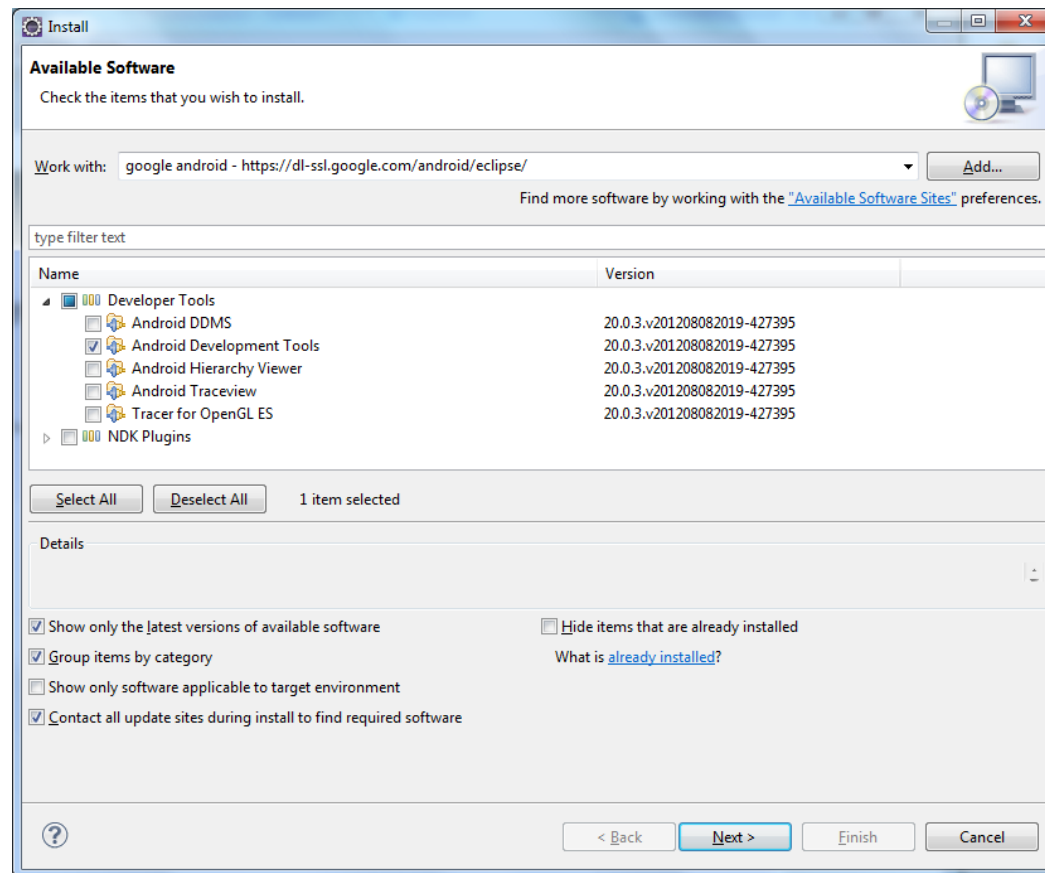 Install
Available Software
Check the items that you wish to install.
Work with: google android - https://dl-ssl.google.com/android/eclipse/ Add...
Find more software by working with the "Available Software Sites" preferences.
type filter text
Name Version
Developer Tools
Android DDMS 20.0.3.v201208082019-427395
Android Development Tools 20.0.3.v201208082019-427395
Android Hierarchy Viewer 20.0.3.v201208082019-427395
Android Traceview 20.0.3.v201208082019-427395
Tracer for OpenGL ES 20.0.3.v201208082019-427395
NDK Plugins
Select All Deselect All 1 item selected
Details
Show only the latest versions of available software Hide items that are already installed
Group items by category What is already installed?
Show only software applicable to target environment
Contact all update sites during install to find required software
? < Back Next > Finish Cancel